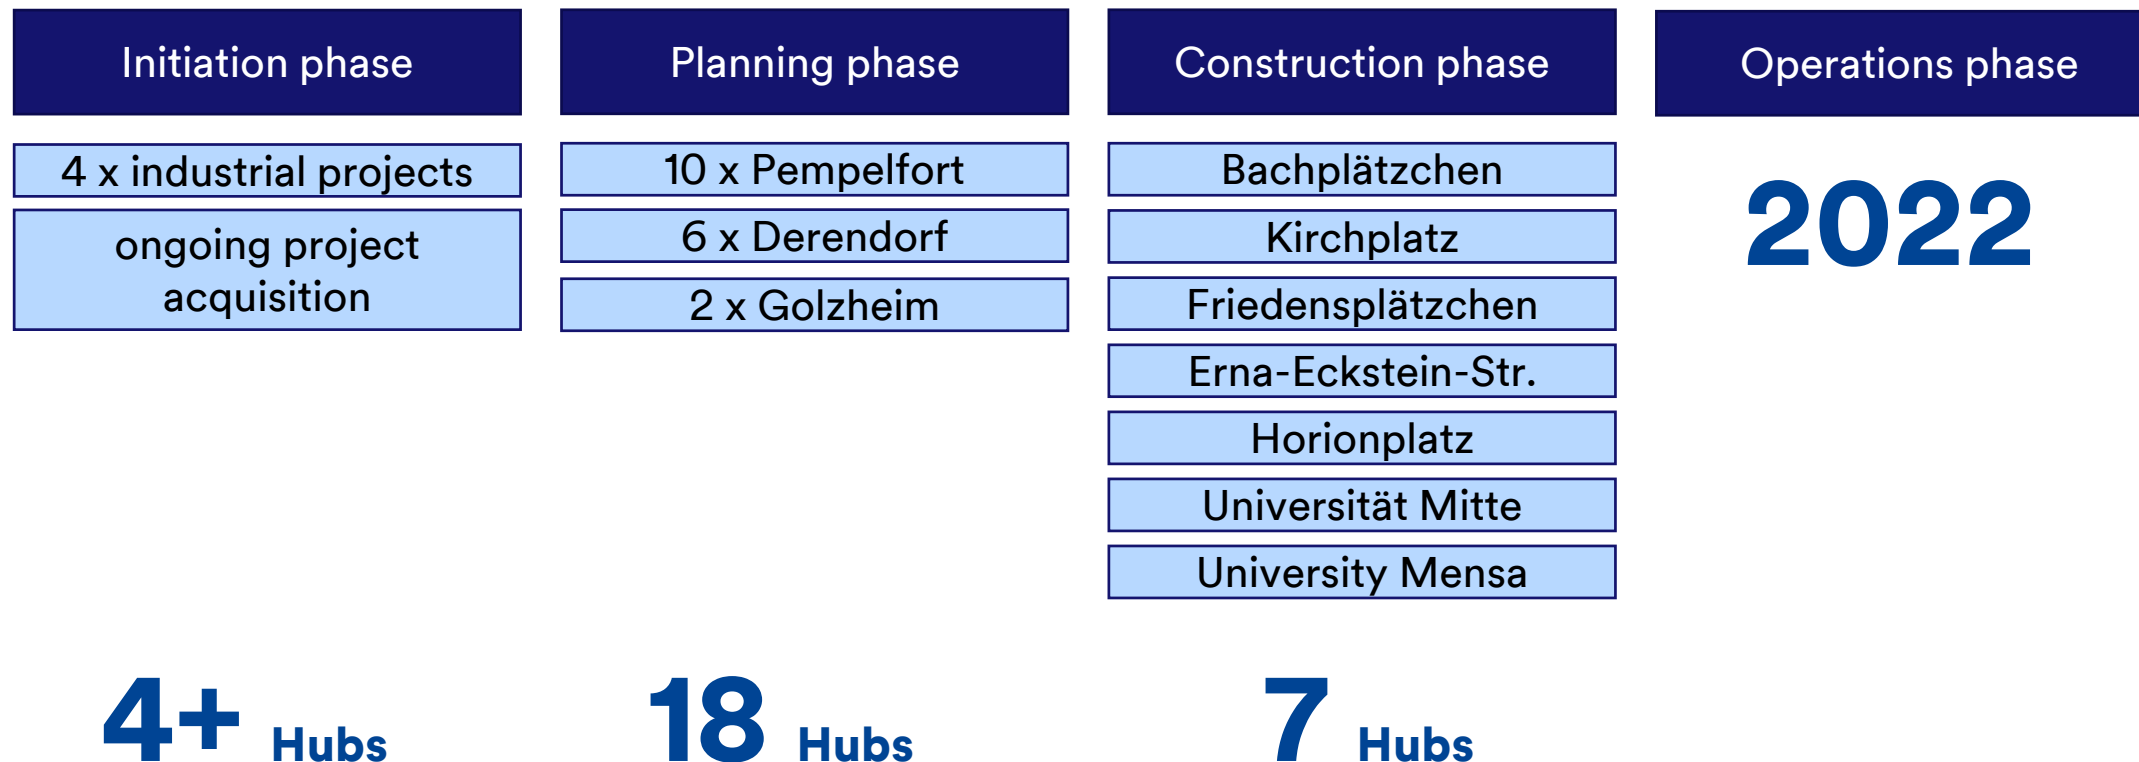 Initiation phase
4 x industrial projects
ongoing project
acquisition
4+ Hubs
Planning phase
10 x Pempelfort
6 x Derendorf
2 x Golzheim
18 Hubs
Construction phase
Bachplätzchen
Kirchplatz
Friedensplätzchen
Erna-Eckstein-Str.
Horionplatz
Universität Mitte
University Mensa
7 Hubs
Operations phase
2022